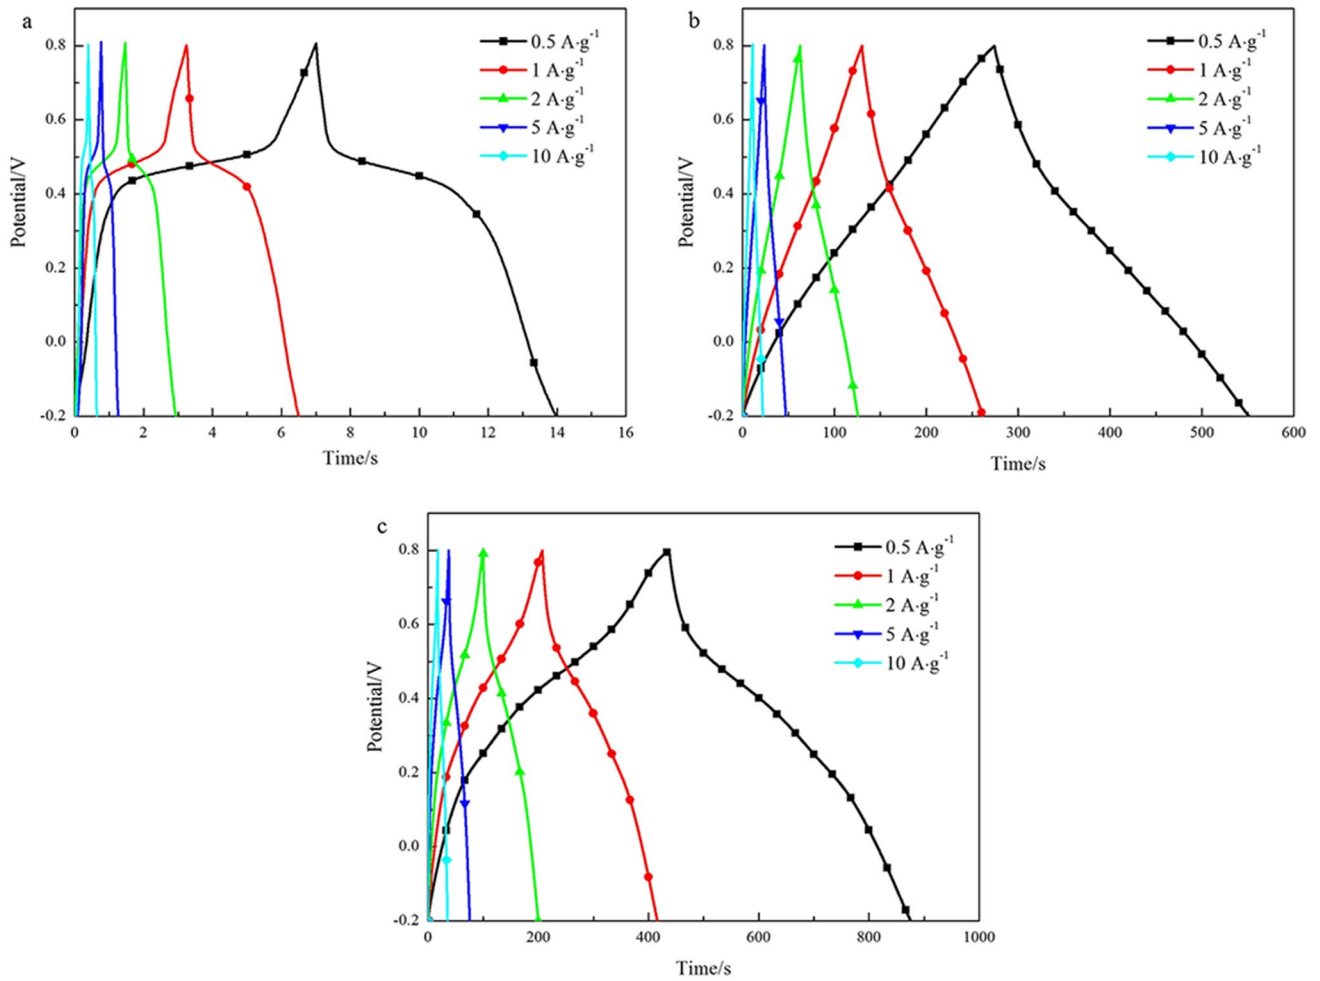 a
0.8
0.6
0.4
0.2
0.0
-0.2
Potential/V
0.5 A·g⁻¹
1 A·g⁻¹
2 A·g⁻¹
5 A·g⁻¹
10 A·g⁻¹
0 2 4 6 8 10 12 14 16
Time/s
b
0.8
0.6
0.4
0.2
0.0
-0.2
Potential/V
0.5 A·g⁻¹
1 A·g⁻¹
2 A·g⁻¹
5 A·g⁻¹
10 A·g⁻¹
0 100 200 300 400 500 600
Time/s
c
0.8
0.6
0.4
0.2
0.0
-0.2
Potential/V
0.5 A·g⁻¹
1 A·g⁻¹
2 A·g⁻¹
5 A·g⁻¹
10 A·g⁻¹
0 200 400 600 800 1000
Time/s